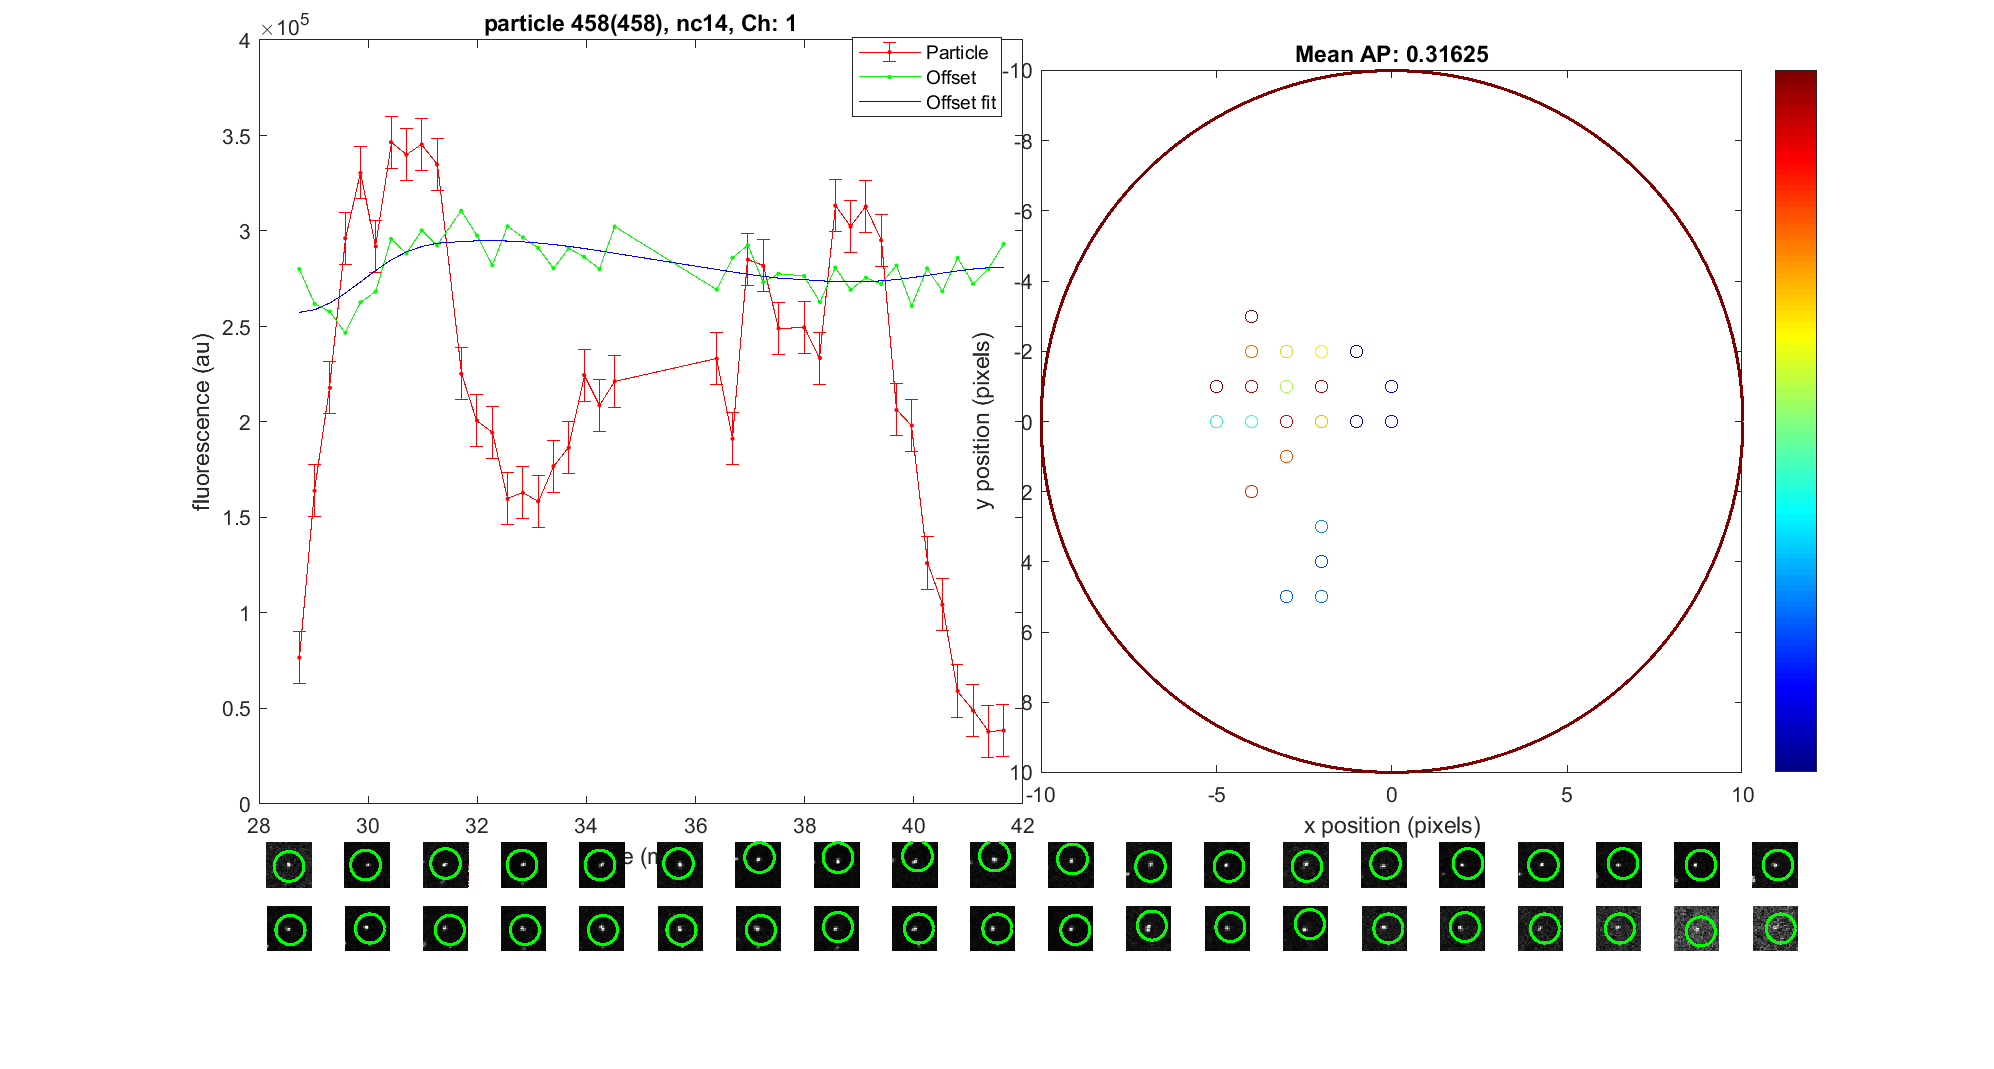 particle 458(458), nc14, Ch: 1
×10^5
4
3.5
3
2.5
2
1.5
1
0.5
0
fluorescence (au)
28 30 32 34 36 38 40 42
Particle
Offset
Offset fit
Mean AP: 0.31625
-10
-8
-6
-4
-2
0
2
4
6
8
10
y position (pixels)
-10 -5 0 5 10
x position (pixels)